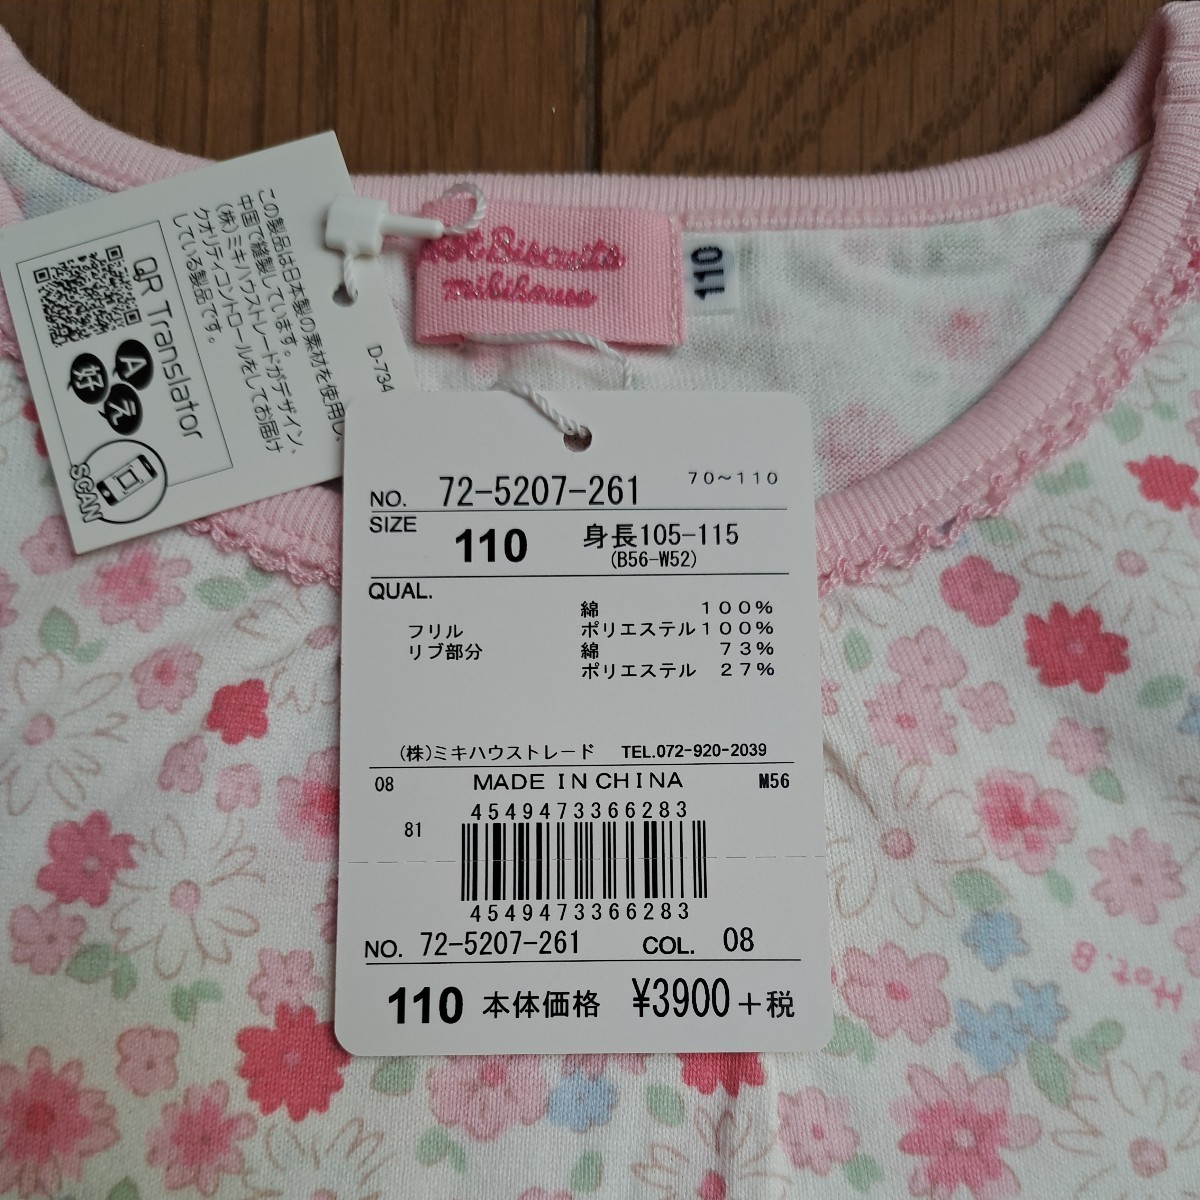 この製品は日本製の素材を使用し、
中国で縫製しています。
(株)ミキハウストレードがデザイン、
クオリティコントロールをしてお届け
している製品です。
QR Translator
A え
好
SCAN
D-734
Hot.Biscuits
mikihouse
110
NO. 72-5207-261 70~110
SIZE 110 身長105-115
(B56-W52)
QUAL.
綿 100%
フリル ポリエステル100%
リブ部分 綿 73%
ポリエステル 27%
(株)ミキハウストレード TEL.072-920-2039
08 MADE IN CHINA M56
4549473366283
81
4549473366283
NO. 72-5207-261 COL. 08
110 本体価格 ¥3900+税
Hot.B